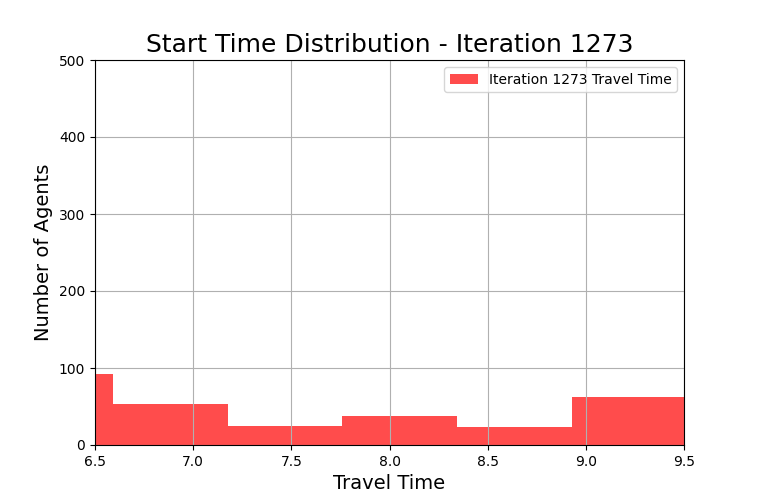 Start Time Distribution - Iteration 1273
Iteration 1273 Travel Time
Number of Agents
500
400
300
200
100
0
6.5 7.0 7.5 8.0 8.5 9.0 9.5
Travel Time